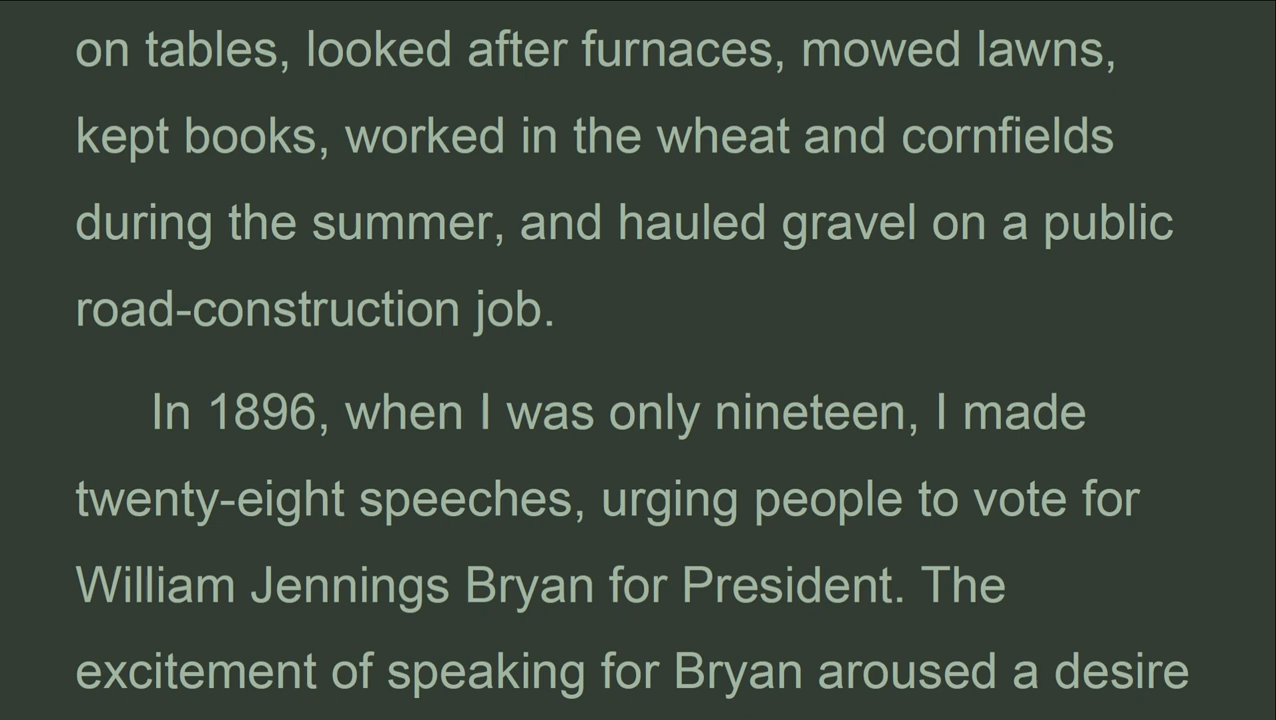 on tables, looked after furnaces, mowed lawns,
kept books, worked in the wheat and cornfields
during the summer, and hauled gravel on a public
road-construction job.
In 1896, when I was only nineteen, I made
twenty-eight speeches, urging people to vote for
William Jennings Bryan for President. The
excitement of speaking for Bryan aroused a desire